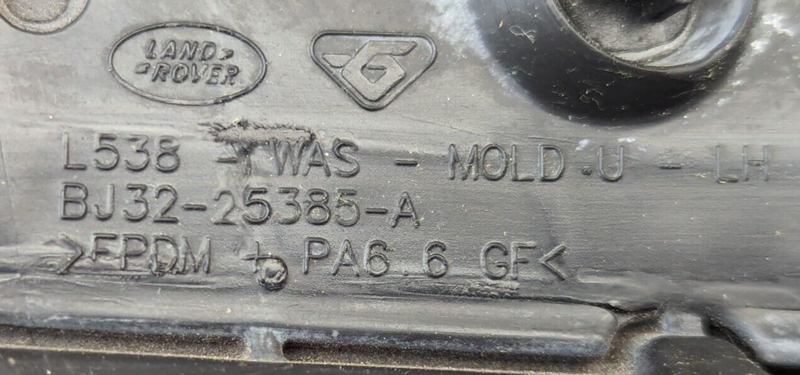 LAND
ROVER
G
L538 - WAS - MOLD.U - LH
BJ32-25385-A
>EPDM + PA6.6 GF<